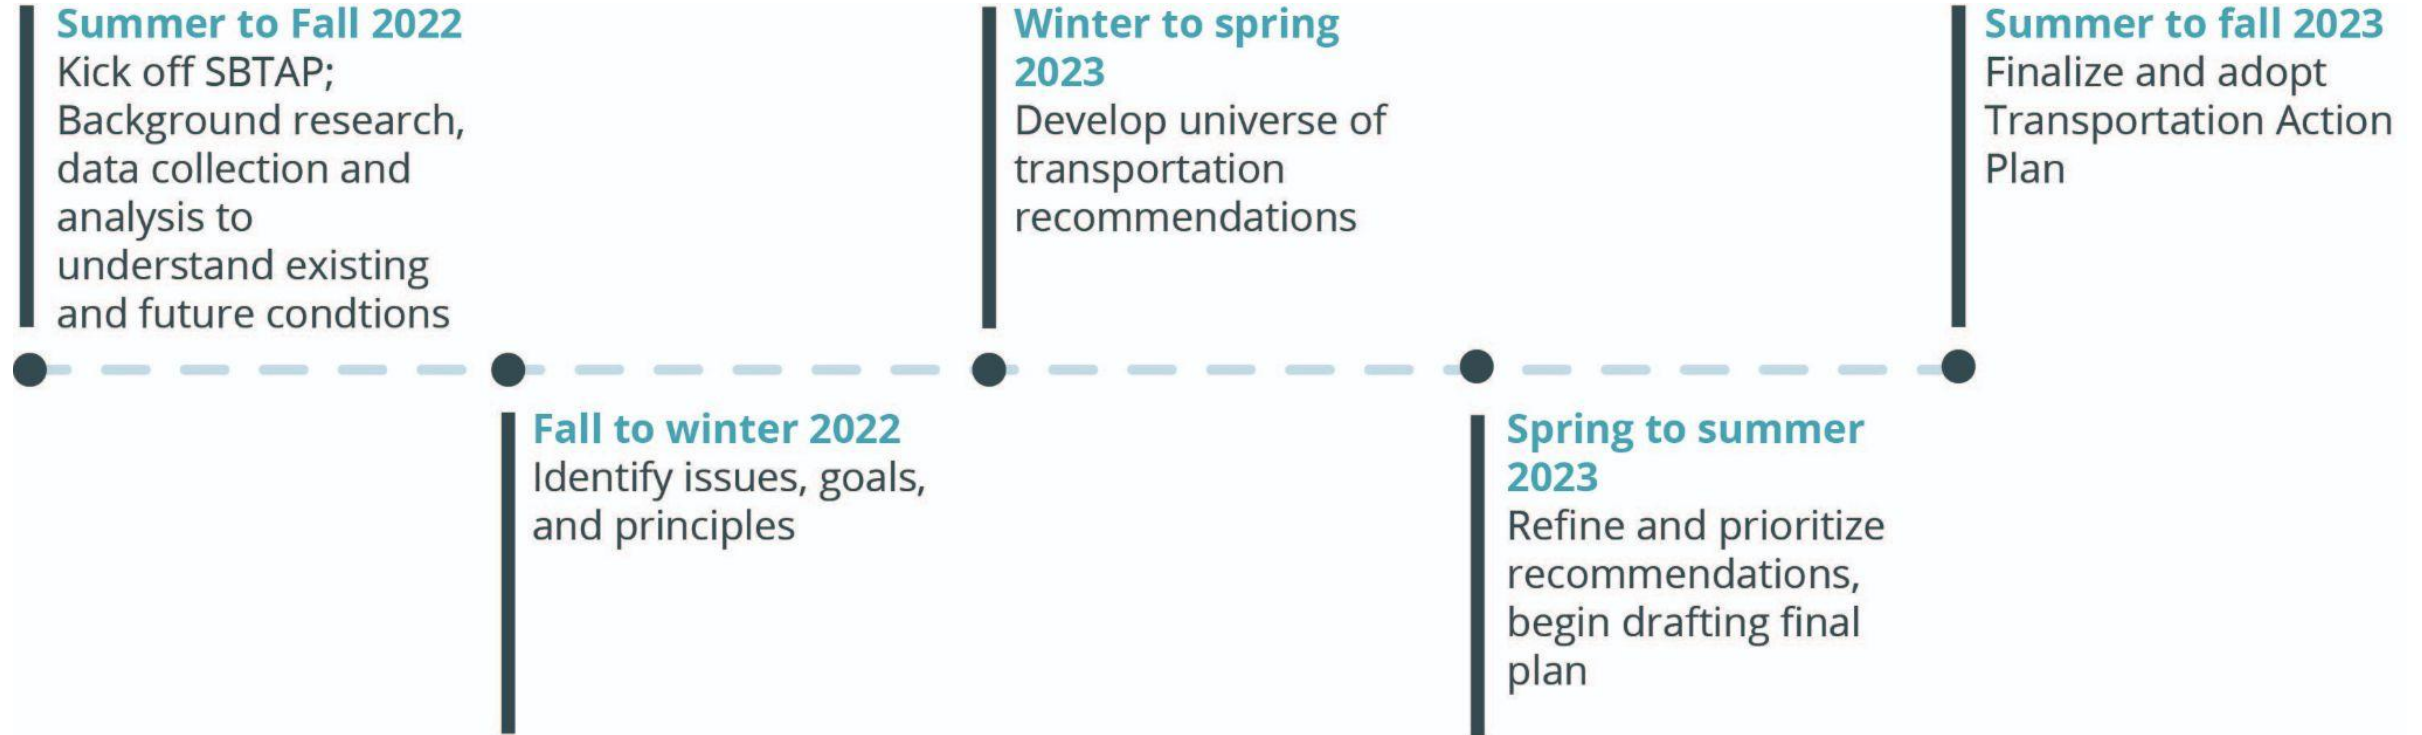 Summer to Fall 2022
Kick off SBTAP;
Background research,
data collection and
analysis to
understand existing
and future condtions
Fall to winter 2022
Identify issues, goals,
and principles
Winter to spring
2023
Develop universe of
transportation
recommendations
Spring to summer
2023
Refine and prioritize
recommendations,
begin drafting final
plan
Summer to fall 2023
Finalize and adopt
Transportation Action
Plan